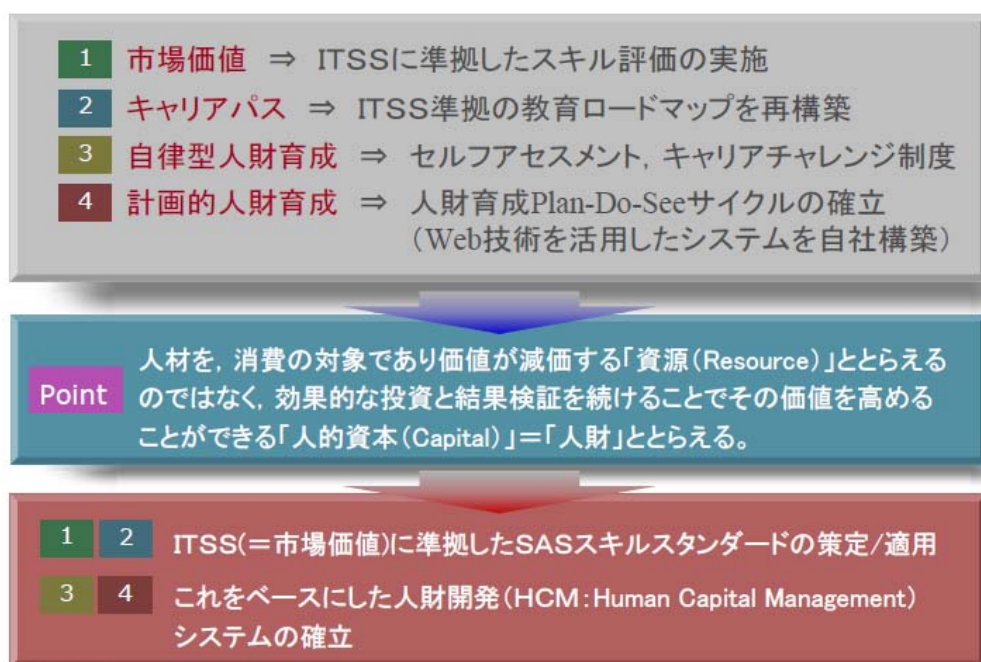 1 市場価値 ⇒ ITSSに準拠したスキル評価の実施
2 キャリアパス ⇒ ITSS準拠の教育ロードマップを再構築
3 自律型人財育成 ⇒ セルフアセスメント，キャリアチャレンジ制度
4 計画的人財育成 ⇒ 人財育成Plan-Do-Seeサイクルの確立
（Web技術を活用したシステムを自社構築）
Point
人材を，消費の対象であり価値が減価する「資源（Resource）」ととらえる
のではなく，効果的な投資と結果検証を続けることでその価値を高める
ことができる「人的資本（Capital）」＝「人財」ととらえる。
1 2 ITSS(＝市場価値)に準拠したSASスキルスタンダードの策定/適用
3 4 これをベースにした人財開発（HCM：Human Capital Management）
システムの確立